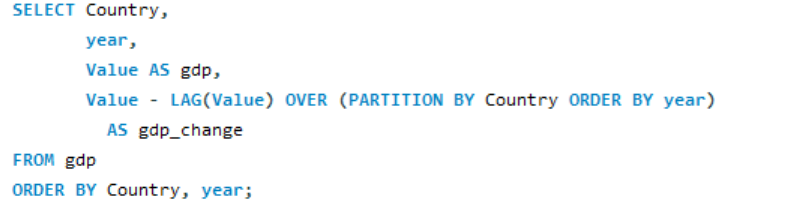 SELECT Country,
year,
Value AS gdp,
Value - LAG(Value) OVER (PARTITION BY Country ORDER BY year)
AS gdp_change
FROM gdp
ORDER BY Country, year;